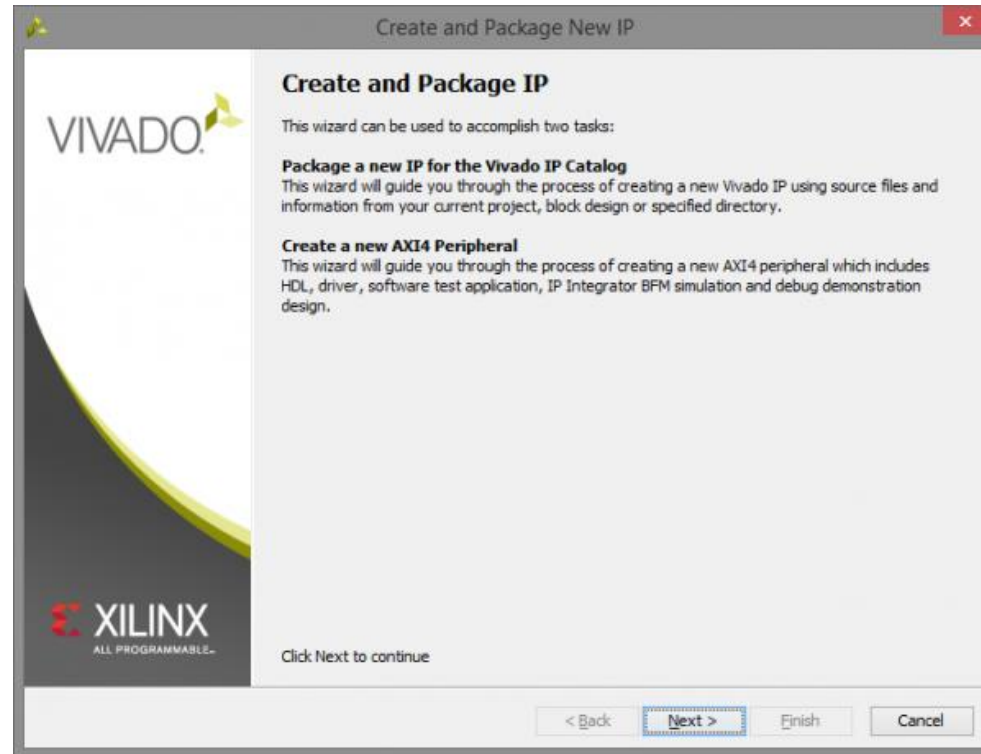 Create and Package New IP
VIVADO.
Create and Package IP
This wizard can be used to accomplish two tasks:
Package a new IP for the Vivado IP Catalog
This wizard will guide you through the process of creating a new Vivado IP using source files and
information from your current project, block design or specified directory.
Create a new AXI4 Peripheral
This wizard will guide you through the process of creating a new AXI4 peripheral which includes
HDL, driver, software test application, IP Integrator BFM simulation and debug demonstration
design.
XILINX
ALL PROGRAMMABLE™
Click Next to continue
< Back Next > Finish Cancel